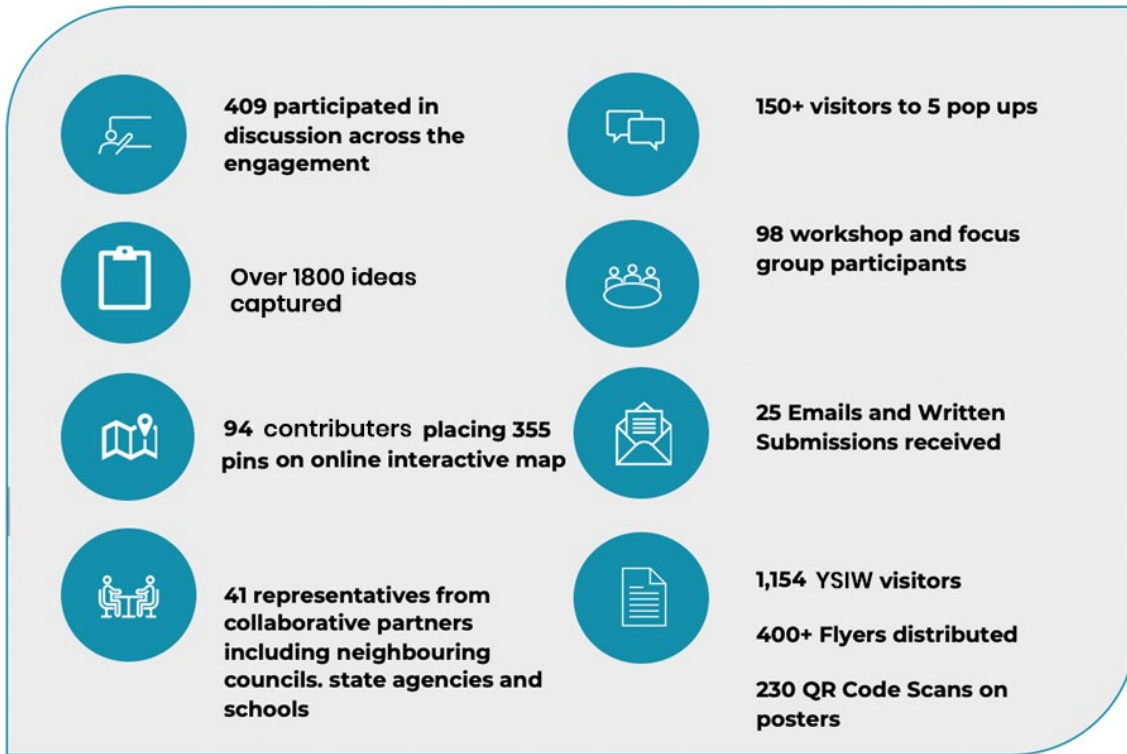 409 participated in
discussion across the
engagement
Over 1800 ideas
captured
94 contributers placing 355
pins on online interactive map
41 representatives from
collaborative partners
including neighbouring
councils. state agencies and
schools
150+ visitors to 5 pop ups
98 workshop and focus
group participants
25 Emails and Written
Submissions received
1,154 YSIW visitors
400+ Flyers distributed
230 QR Code Scans on
posters